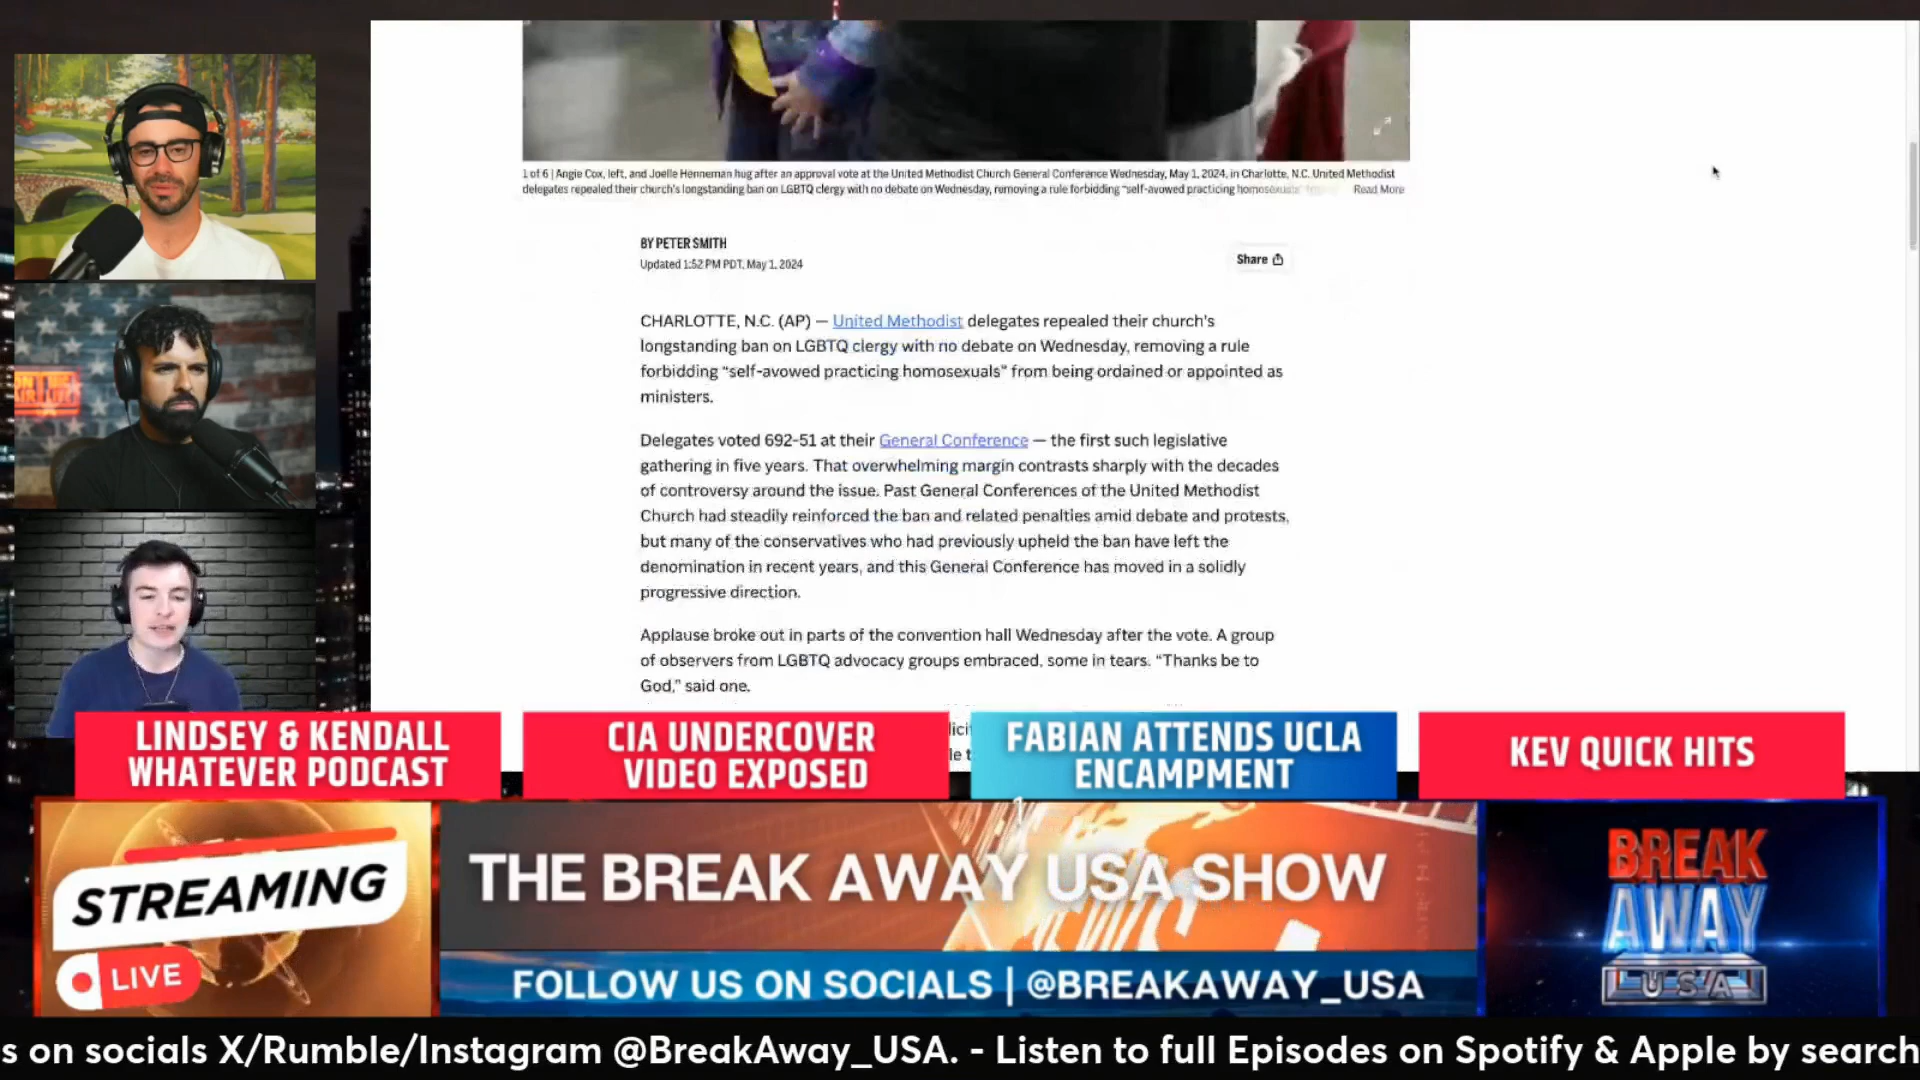 1 of 6 | Angie Cox, left, and Joelle Henneman hug after an approval vote at the United Methodist Church General Conference Wednesday, May 1, 2024, in Charlotte, N.C. United Methodist
delegates repealed their church's longstanding ban on LGBTQ clergy with no debate on Wednesday, removing a rule forbidding "self-avowed practicing homosexuals" Read More
BY PETER SMITH
Updated 1:52 PM PDT, May 1, 2024
Share
CHARLOTTE, N.C. (AP) — United Methodist delegates repealed their church's
longstanding ban on LGBTQ clergy with no debate on Wednesday, removing a rule
forbidding “self-avowed practicing homosexuals” from being ordained or appointed as
ministers.
Delegates voted 692-51 at their General Conference — the first such legislative
gathering in five years. That overwhelming margin contrasts sharply with the decades
of controversy around the issue. Past General Conferences of the United Methodist
Church had steadily reinforced the ban and related penalties amid debate and protests,
but many of the conservatives who had previously upheld the ban have left the
denomination in recent years, and this General Conference has moved in a solidly
progressive direction.
Applause broke out in parts of the convention hall Wednesday after the vote. A group
of observers from LGBTQ advocacy groups embraced, some in tears. “Thanks be to
God,” said one.
LINDSEY & KENDALL
WHATEVER PODCAST
CIA UNDERCOVER
VIDEO EXPOSED
FABIAN ATTENDS UCLA
ENCAMPMENT
KEV QUICK HITS
STREAMING
LIVE
THE BREAK AWAY USA SHOW
FOLLOW US ON SOCIALS | @BREAKAWAY_USA
BREAK
AWAY
USA
s on socials X/Rumble/Instagram @BreakAway_USA. - Listen to full Episodes on Spotify & Apple by search